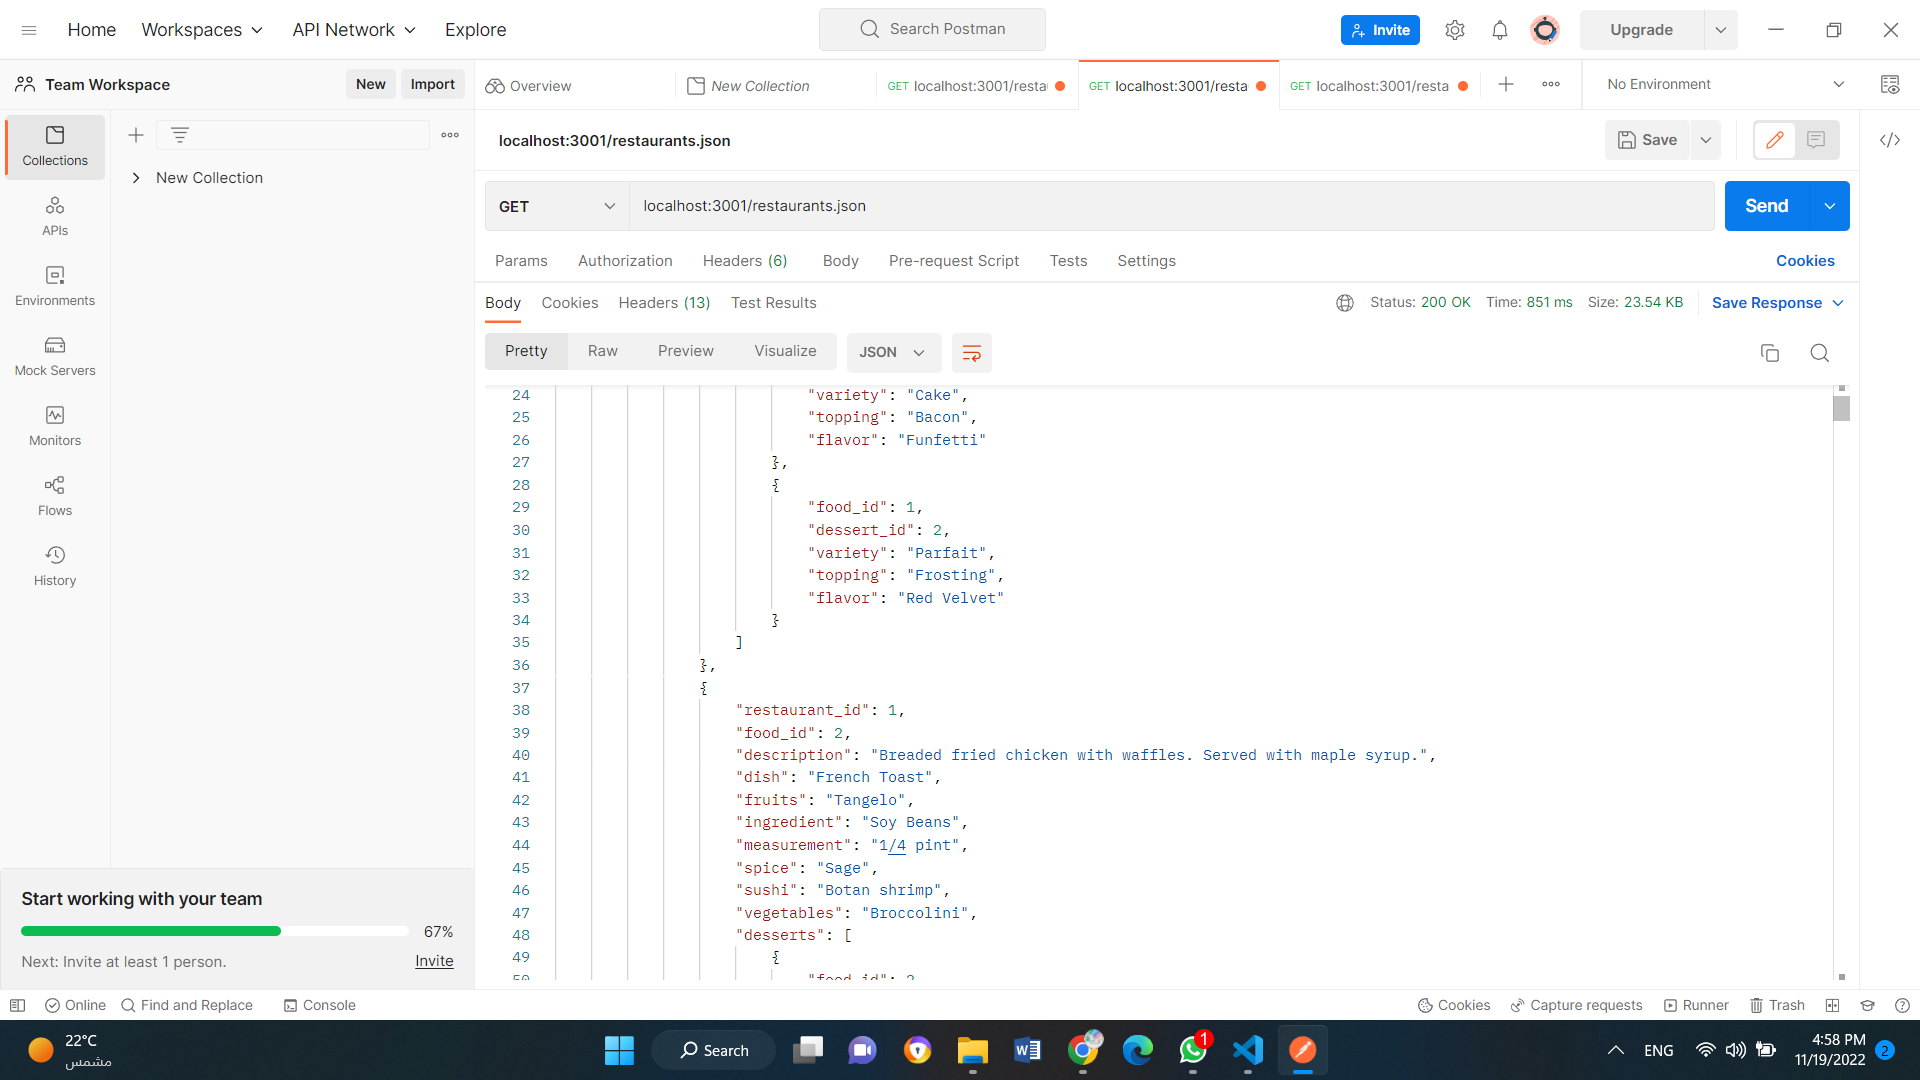 Home Workspaces API Network Explore Search Postman Invite Upgrade
Team Workspace New Import Overview New Collection GET localhost:3001/resta GET localhost:3001/resta GET localhost:3001/resta No Environment
Collections
New Collection
APIs
Environments
Mock Servers
Monitors
Flows
History
localhost:3001/restaurants.json Save
GET localhost:3001/restaurants.json Send
Params Authorization Headers (6) Body Pre-request Script Tests Settings Cookies
Body Cookies Headers (13) Test Results Status: 200 OK Time: 851 ms Size: 23.54 KB Save Response
Pretty Raw Preview Visualize JSON
24 "variety": "Cake",
25 "topping": "Bacon",
26 "flavor": "Funfetti"
27 },
28 {
29 "food_id": 1,
30 "dessert_id": 2,
31 "variety": "Parfait",
32 "topping": "Frosting",
33 "flavor": "Red Velvet"
34 }
35 ]
36 },
37 {
38 "restaurant_id": 1,
39 "food_id": 2,
40 "description": "Breaded fried chicken with waffles. Served with maple syrup.",
41 "dish": "French Toast",
42 "fruits": "Tangelo",
43 "ingredient": "Soy Beans",
44 "measurement": "1/4 pint",
45 "spice": "Sage",
46 "sushi": "Botan shrimp",
47 "vegetables": "Broccolini",
48 "desserts": [
49 {
50 "food_id": 2
Start working with your team
67%
Next: Invite at least 1 person. Invite
Online Find and Replace Console Cookies Capture requests Runner Trash
22°C
مشمس
Search
1
ENG
4:58 PM
11/19/2022
2